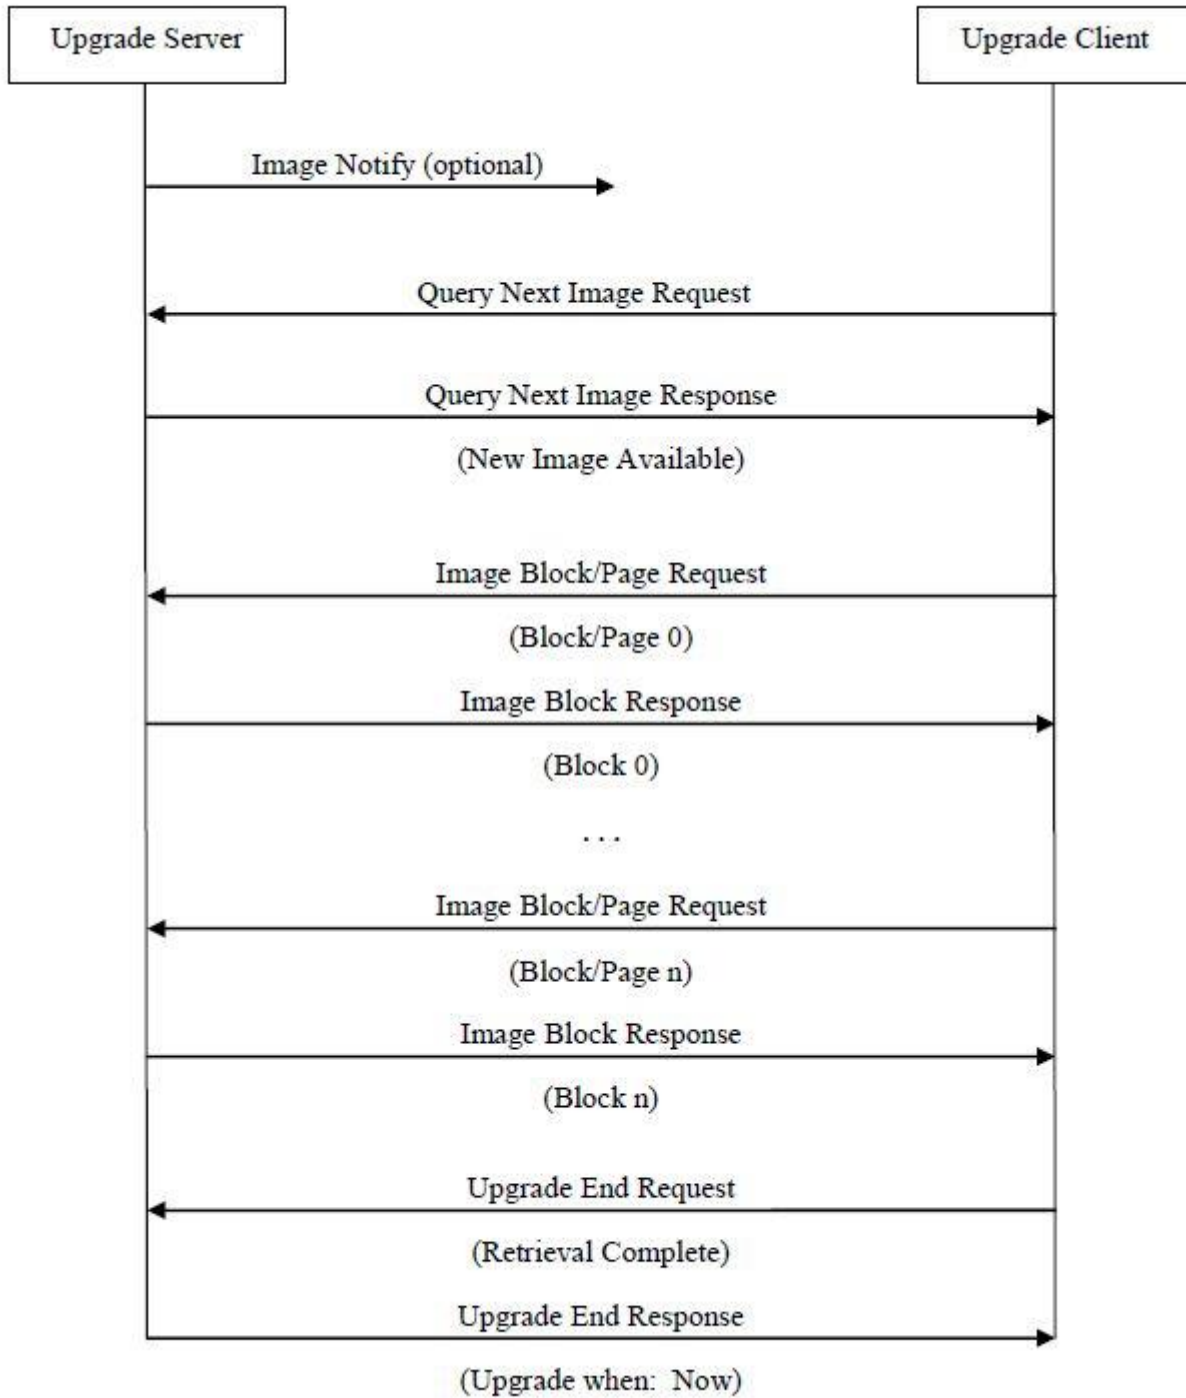 Upgrade Server
Upgrade Client
Image Notify (optional)
Query Next Image Request
Query Next Image Response
(New Image Available)
Image Block/Page Request
(Block/Page 0)
Image Block Response
(Block 0)
. . .
Image Block/Page Request
(Block/Page n)
Image Block Response
(Block n)
Upgrade End Request
(Retrieval Complete)
Upgrade End Response
(Upgrade when:  Now)